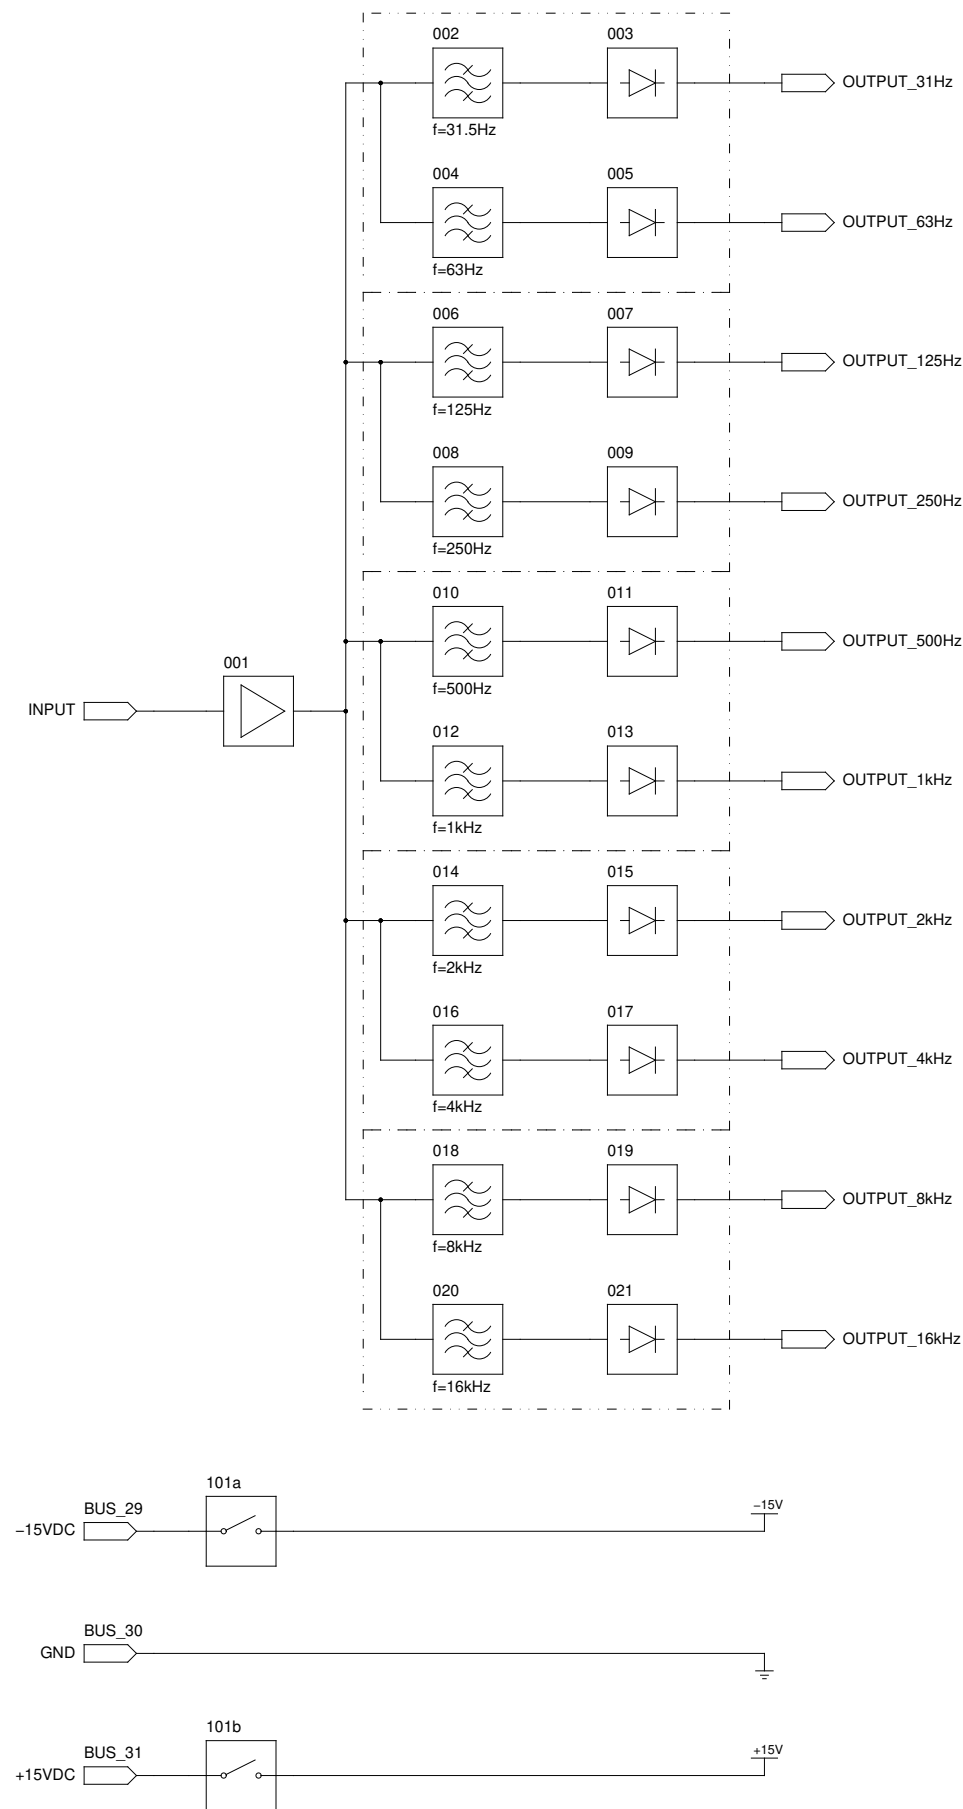 002 003
OUTPUT_31Hz
f=31.5Hz
004 005
OUTPUT_63Hz
f=63Hz
006 007
OUTPUT_125Hz
f=125Hz
008 009
OUTPUT_250Hz
f=250Hz
010 011
OUTPUT_500Hz
001
f=500Hz
INPUT
012 013
OUTPUT_1kHz
f=1kHz
014 015
OUTPUT_2kHz
f=2kHz
016 017
OUTPUT_4kHz
f=4kHz
018 019
OUTPUT_8kHz
f=8kHz
020 021
OUTPUT_16kHz
f=16kHz
101a
BUS_29
−15V
−15VDC
BUS_30
GND
101b
BUS_31
+15V
+15VDC